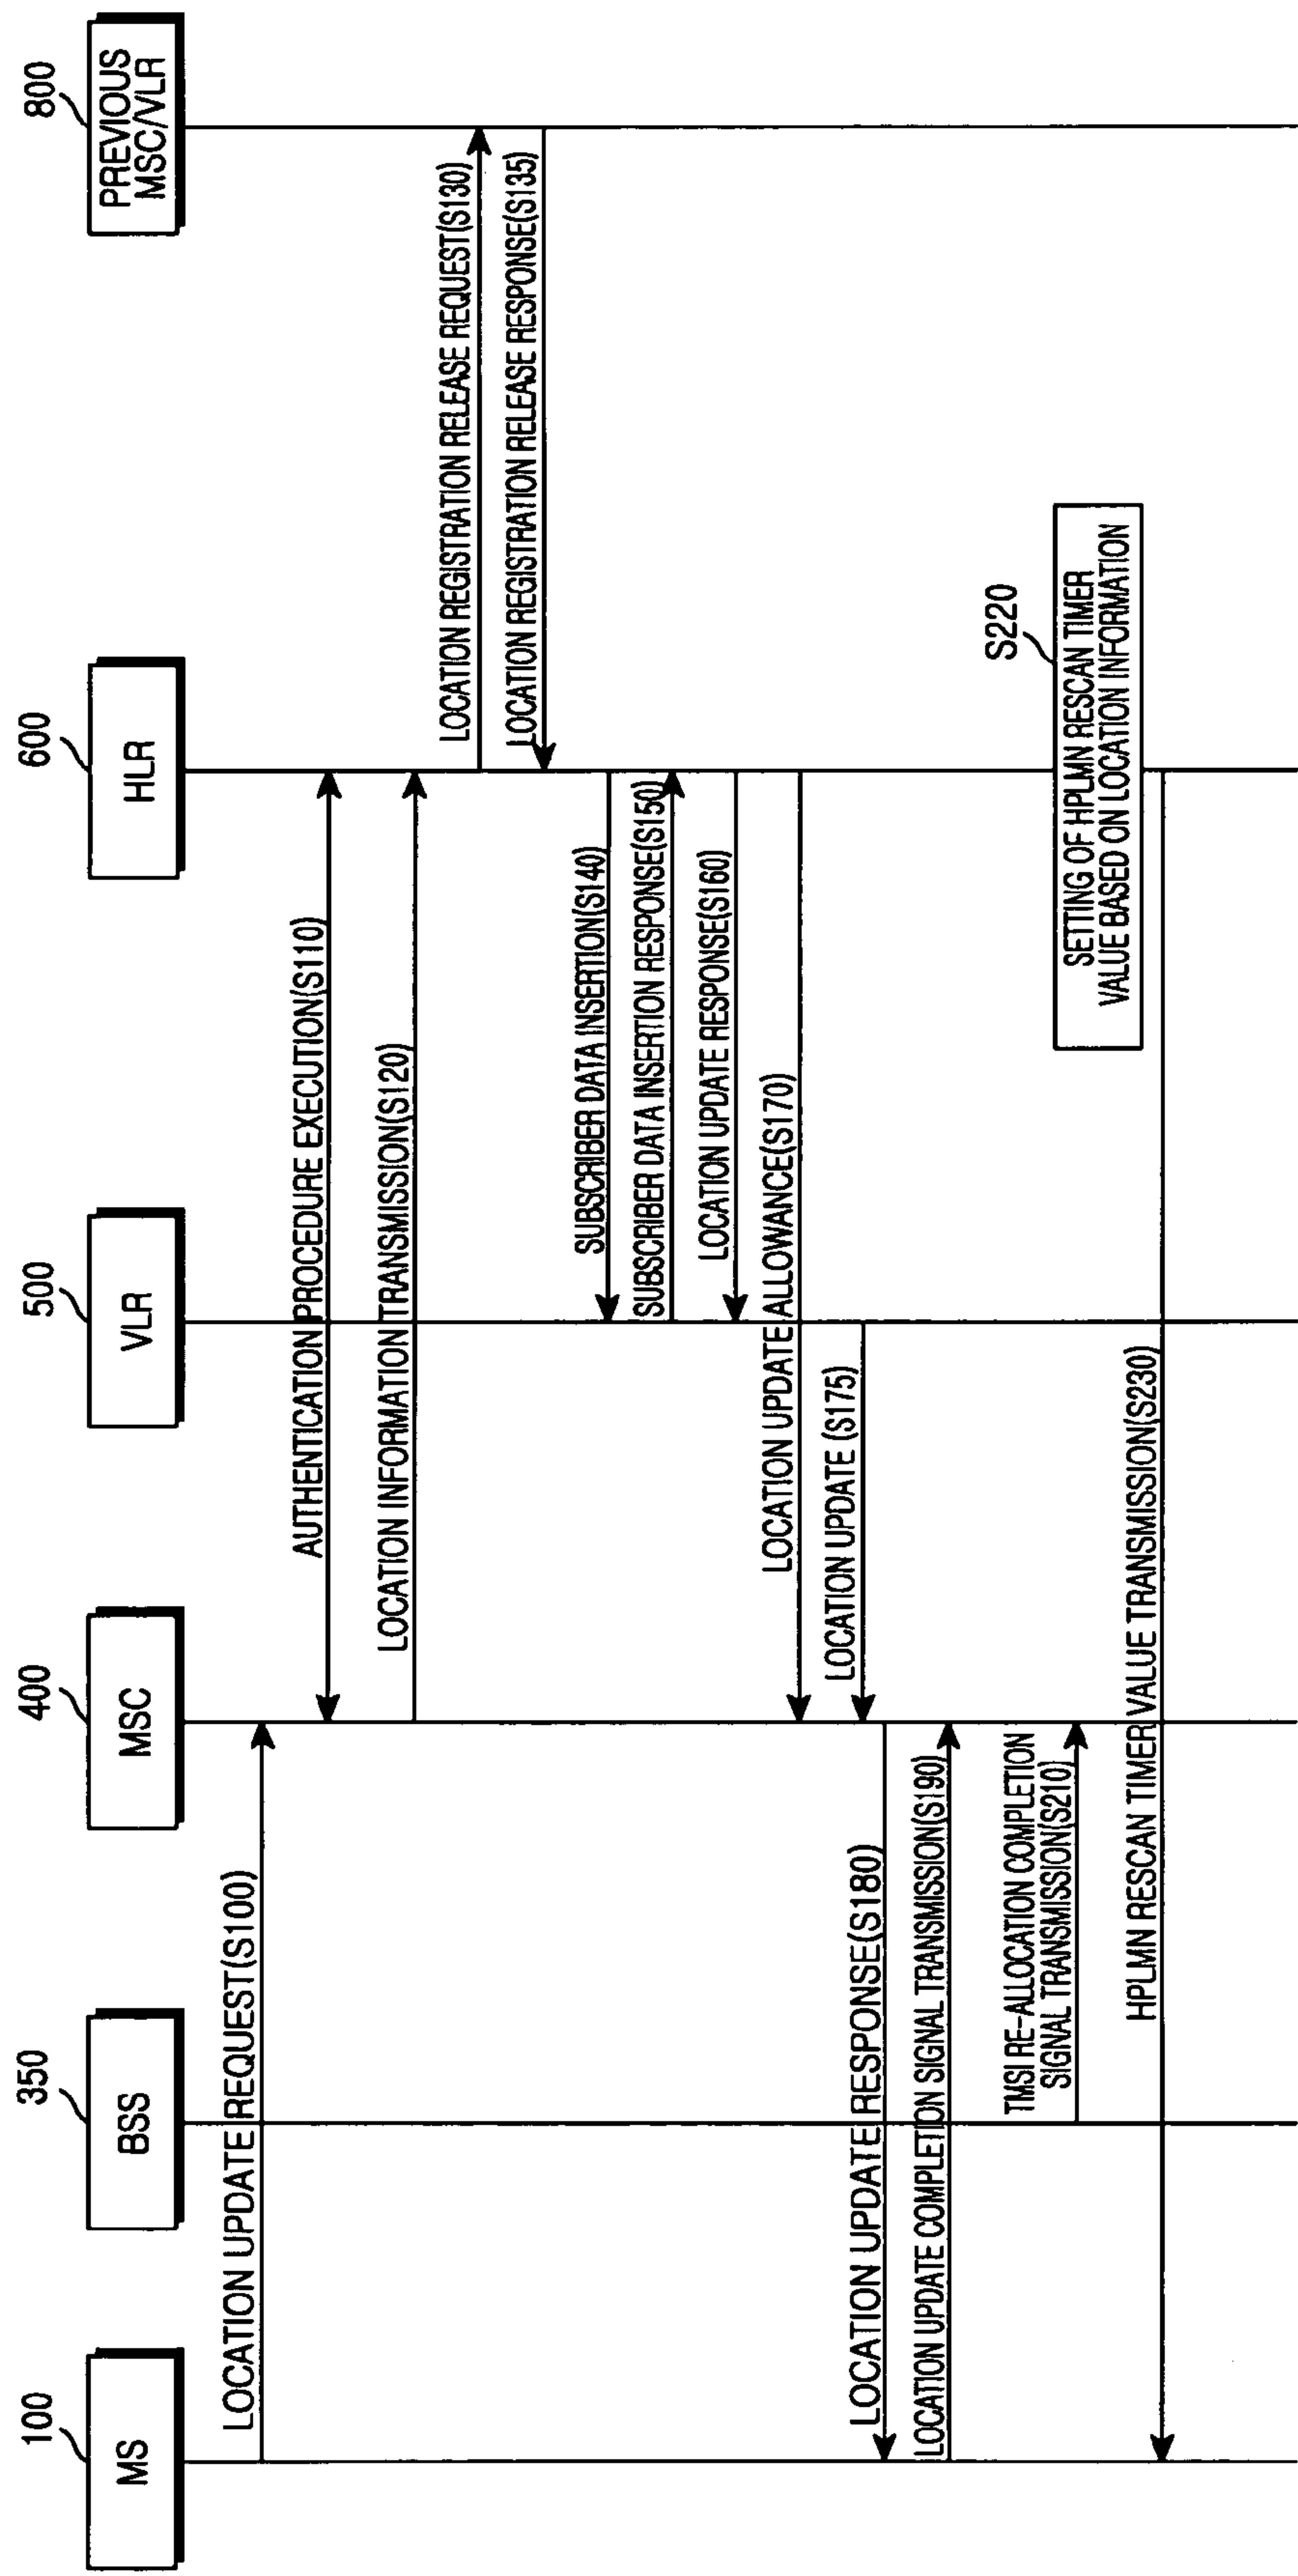 100
MS
350
BSS
400
MSC
500
VLR
600
HLR
800
PREVIOUS
MSC/VLR
LOCATION UPDATE REQUEST(S100)
AUTHENTICATION PROCEDURE EXECUTION(S110)
LOCATION INFORMATION TRANSMISSION(S120)
LOCATION REGISTRATION RELEASE REQUEST(S130)
LOCATION REGISTRATION RELEASE RESPONSE(S135)
SUBSCRIBER DATA INSERTION(S140)
SUBSCRIBER DATA INSERTION RESPONSE(S150)
LOCATION UPDATE RESPONSE(S160)
LOCATION UPDATE ALLOWANCE(S170)
LOCATION UPDATE (S175)
LOCATION UPDATE RESPONSE(S180)
LOCATION UPDATE COMPLETION SIGNAL TRANSMISSION(S190)
TMSI RE-ALLOCATION COMPLETION
SIGNAL TRANSMISSION(S210)
S220
SETTING OF HPLMN RESCAN TIMER
VALUE BASED ON LOCATION INFORMATION
HPLMN RESCAN TIMER VALUE TRANSMISSION(S230)